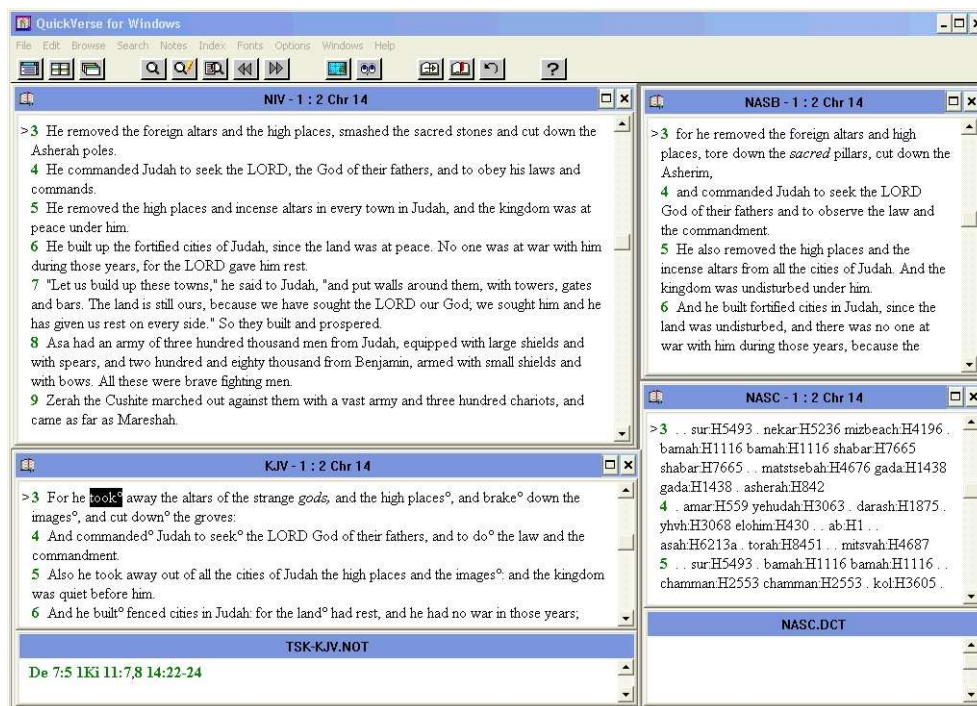 QuickVerse for Windows
File Edit Browse Search Notes Index Fonts Options Windows Help
?
NIV - 1 : 2 Chr 14
>3 He removed the foreign altars and the high places, smashed the sacred stones and cut down the
Asherah poles.
4 He commanded Judah to seek the LORD, the God of their fathers, and to obey his laws and
commands.
5 He removed the high places and incense altars in every town in Judah, and the kingdom was at
peace under him.
6 He built up the fortified cities of Judah, since the land was at peace. No one was at war with him
during those years, for the LORD gave him rest.
7 "Let us build up these towns," he said to Judah, "and put walls around them, with towers, gates
and bars. The land is still ours, because we have sought the LORD our God; we sought him and he
has given us rest on every side." So they built and prospered.
8 Asa had an army of three hundred thousand men from Judah, equipped with large shields and
with spears, and two hundred and eighty thousand from Benjamin, armed with small shields and
with bows. All these were brave fighting men.
9 Zerah the Cushite marched out against them with a vast army and three hundred chariots, and
came as far as Mareshah.
KJV - 1 : 2 Chr 14
>3 For he took° away the altars of the strange gods, and the high places°, and brake° down the
images°, and cut down° the groves:
4 And commanded° Judah to seek° the LORD God of their fathers, and to do° the law and the
commandment.
5 Also he took away out of all the cities of Judah the high places and the images°: and the kingdom
was quiet before him.
6 And he built° fenced cities in Judah: for the land° had rest, and he had no war in those years;
TSK-KJV.NOT
De 7:5 1Ki 11:7,8 14:22-24
NASB - 1 : 2 Chr 14
>3 for he removed the foreign altars and high
places, tore down the sacred pillars, cut down the
Asherim,
4 and commanded Judah to seek the LORD
God of their fathers and to observe the law and
the commandment.
5 He also removed the high places and the
incense altars from all the cities of Judah. And the
kingdom was undisturbed under him.
6 And he built fortified cities in Judah, since the
land was undisturbed, and there was no one at
war with him during those years, because the
NASC - 1 : 2 Chr 14
>3 . . sur:H5493 . nekar:H5236 mizbeach:H4196 .
bamah:H1116 bamah:H1116 shabar:H7665
shabar:H7665 . . matstsebah:H4676 gada:H1438
gada:H1438 . asherah:H842
4 . amar:H559 yehudah:H3063 . darash:H1875 .
yhvh:H3068 elohim:H430 . . ab:H1 . .
asah:H6213a . torah:H8451 . . mitsvah:H4687
5 . . sur:H5493 . bamah:H1116 bamah:H1116 . .
chamman:H2553 chamman:H2553 . kol:H3605 .
NASC.DCT